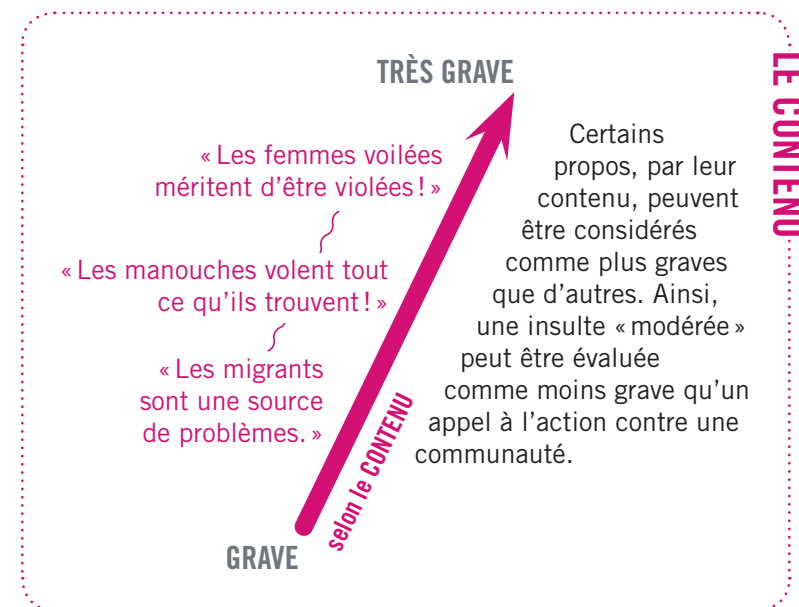 LE CONTENU
TRÈS GRAVE
« Les femmes voilées
méritent d'être violées ! »
« Les manouches volent tout
ce qu'ils trouvent ! »
« Les migrants
sont une source
de problèmes. »
selon le CONTENU
GRAVE
Certains
propos, par leur
contenu, peuvent
être considérés
comme plus graves
que d'autres. Ainsi,
une insulte « modérée »
peut être évaluée
comme moins grave qu'un
appel à l'action contre une
communauté.